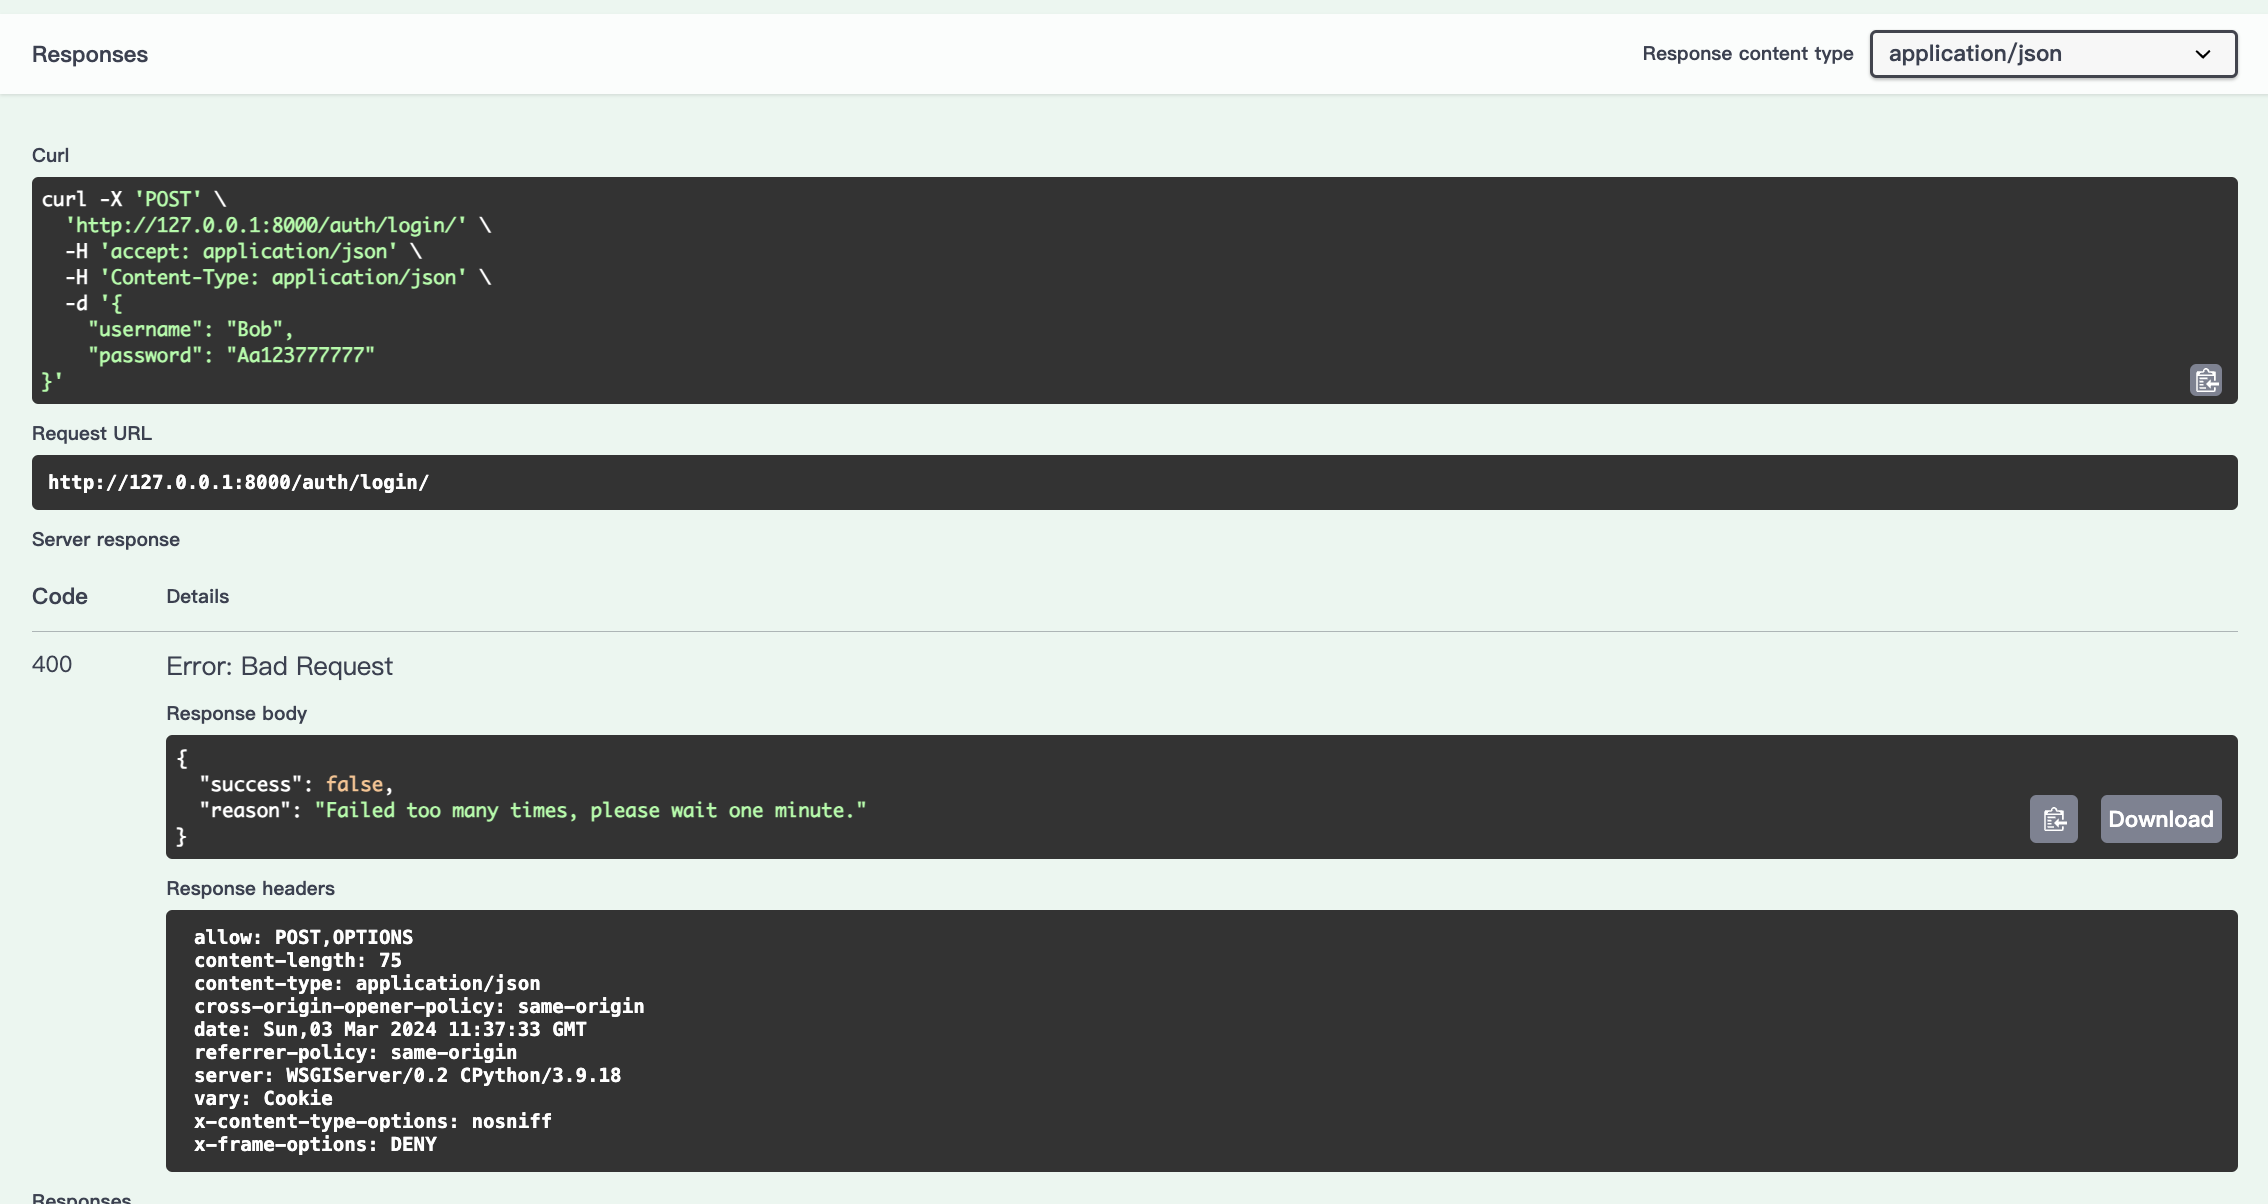 Responses
Response content type
application/json
Curl
curl -X 'POST' \
  'http://127.0.0.1:8000/auth/login/' \
  -H 'accept: application/json' \
  -H 'Content-Type: application/json' \
  -d '{
    "username": "Bob",
    "password": "Aa123777777"
}'
Request URL
http://127.0.0.1:8000/auth/login/
Server response
Code Details
400 Error: Bad Request
Response body
{
  "success": false,
  "reason": "Failed too many times, please wait one minute."
}
Download
Response headers
allow: POST,OPTIONS
content-length: 75
content-type: application/json
cross-origin-opener-policy: same-origin
date: Sun,03 Mar 2024 11:37:33 GMT
referrer-policy: same-origin
server: WSGIServer/0.2 CPython/3.9.18
vary: Cookie
x-content-type-options: nosniff
x-frame-options: DENY
Responses